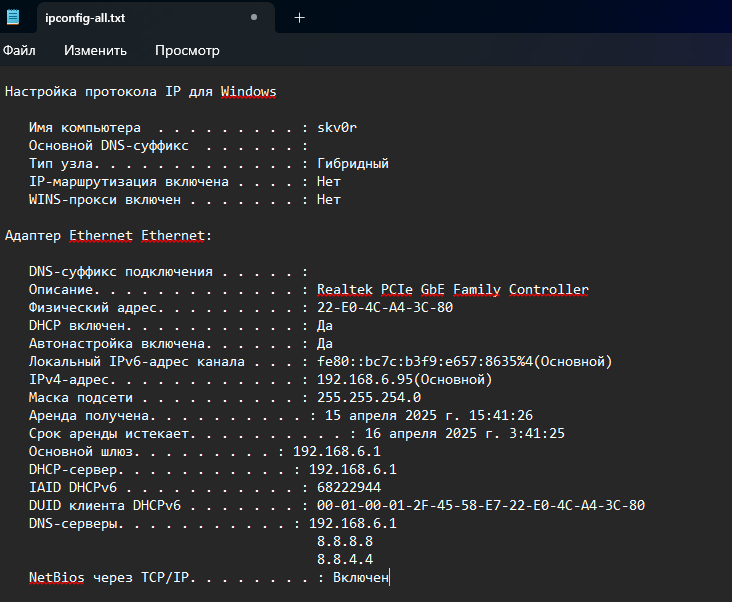 ipconfig-all.txt
Файл Изменить Просмотр
Настройка протокола IP для Windows
Имя компьютера . . . . . . . . . : skv0r
Основной DNS-суффикс . . . . . . :
Тип узла. . . . . . . . . . . . . : Гибридный
IP-маршрутизация включена . . . . : Нет
WINS-прокси включен . . . . . . . : Нет
Адаптер Ethernet Ethernet:
DNS-суффикс подключения . . . . . :
Описание. . . . . . . . . . . . . : Realtek PCIe GbE Family Controller
Физический адрес. . . . . . . . . : 22-E0-4C-A4-3C-80
DHCP включен. . . . . . . . . . . : Да
Автонастройка включена. . . . . . : Да
Локальный IPv6-адрес канала . . . : fe80::bc7c:b3f9:e657:8635%4(Основной)
IPv4-адрес. . . . . . . . . . . . : 192.168.6.95(Основной)
Маска подсети . . . . . . . . . . : 255.255.254.0
Аренда получена. . . . . . . . . . : 15 апреля 2025 г. 15:41:26
Срок аренды истекает. . . . . . . . . . : 16 апреля 2025 г. 3:41:25
Основной шлюз. . . . . . . . . : 192.168.6.1
DHCP-сервер. . . . . . . . . . . : 192.168.6.1
IAID DHCPv6 . . . . . . . . . . . : 68222944
DUID клиента DHCPv6 . . . . . . . : 00-01-00-01-2F-45-58-E7-22-E0-4C-A4-3C-80
DNS-серверы. . . . . . . . . . . : 192.168.6.1
8.8.8.8
8.8.4.4
NetBios через TCP/IP. . . . . . . . : Включен